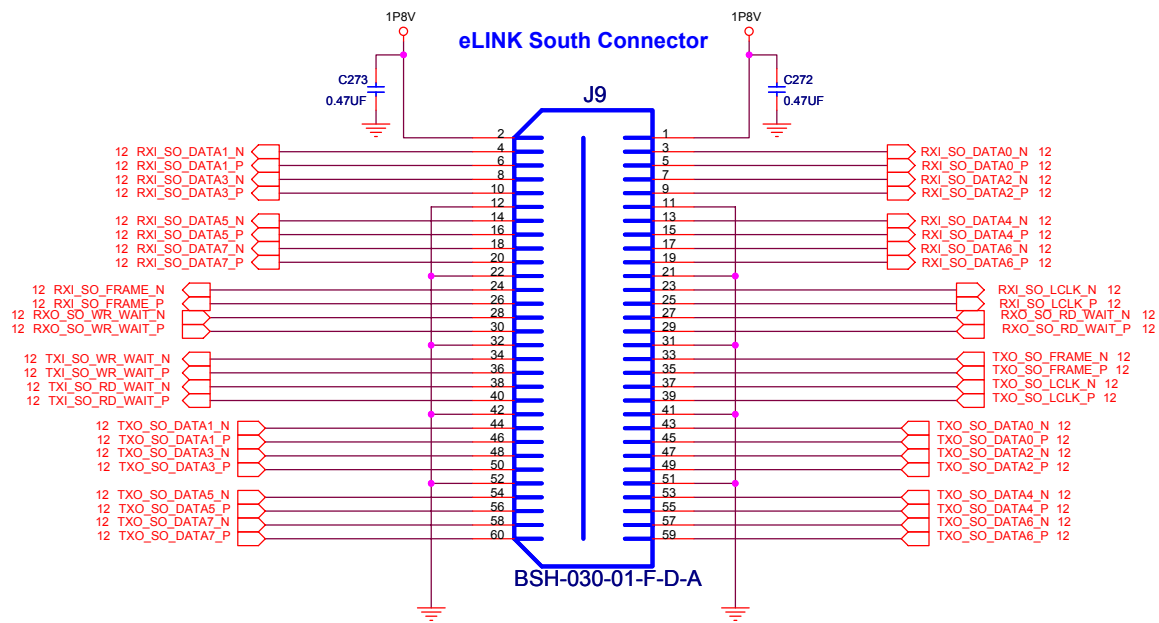 1P8V 1P8V
eLINK South Connector
C273 C272
0.47UF 0.47UF
J9
2 1
12 RXI_SO_DATA1_N 4 3 RXI_SO_DATA0_N 12
12 RXI_SO_DATA1_P 6 5 RXI_SO_DATA0_P 12
12 RXI_SO_DATA3_N 8 7 RXI_SO_DATA2_N 12
12 RXI_SO_DATA3_P 10 9 RXI_SO_DATA2_P 12
12 11
12 RXI_SO_DATA5_N 14 13 RXI_SO_DATA4_N 12
12 RXI_SO_DATA5_P 16 15 RXI_SO_DATA4_P 12
12 RXI_SO_DATA7_N 18 17 RXI_SO_DATA6_N 12
12 RXI_SO_DATA7_P 20 19 RXI_SO_DATA6_P 12
22 21
12 RXI_SO_FRAME_N 24 23 RXI_SO_LCLK_N 12
12 RXI_SO_FRAME_P 26 25 RXI_SO_LCLK_P 12
12 RXO_SO_WR_WAIT_N 28 27 RXO_SO_RD_WAIT_N 12
12 RXO_SO_WR_WAIT_P 30 29 RXO_SO_RD_WAIT_P 12
32 31
12 TXI_SO_WR_WAIT_N 34 33 TXO_SO_FRAME_N 12
12 TXI_SO_WR_WAIT_P 36 35 TXO_SO_FRAME_P 12
12 TXI_SO_RD_WAIT_N 38 37 TXO_SO_LCLK_N 12
12 TXI_SO_RD_WAIT_P 40 39 TXO_SO_LCLK_P 12
42 41
12 TXO_SO_DATA1_N 44 43 TXO_SO_DATA0_N 12
12 TXO_SO_DATA1_P 46 45 TXO_SO_DATA0_P 12
12 TXO_SO_DATA3_N 48 47 TXO_SO_DATA2_N 12
12 TXO_SO_DATA3_P 50 49 TXO_SO_DATA2_P 12
52 51
12 TXO_SO_DATA5_N 54 53 TXO_SO_DATA4_N 12
12 TXO_SO_DATA5_P 56 55 TXO_SO_DATA4_P 12
12 TXO_SO_DATA7_N 58 57 TXO_SO_DATA6_N 12
12 TXO_SO_DATA7_P 60 59 TXO_SO_DATA6_P 12
BSH-030-01-F-D-A